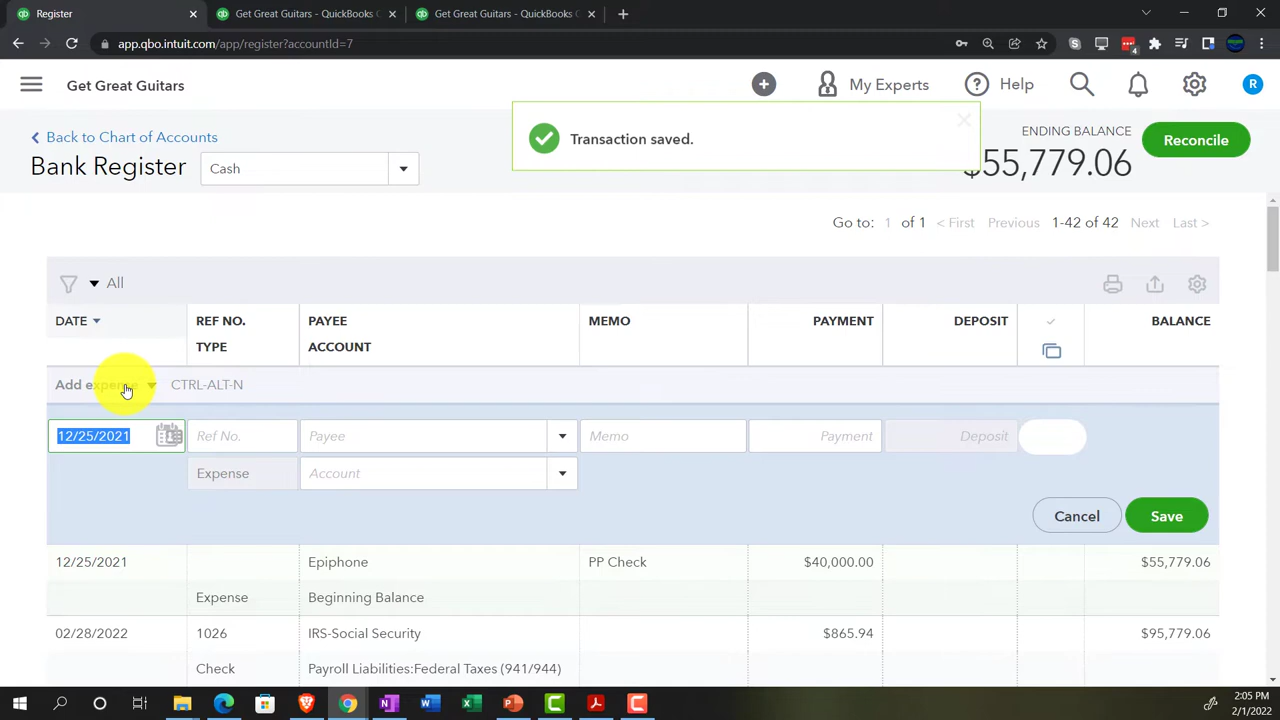 Register
Get Great Guitars - QuickBooks C
Get Great Guitars - QuickBooks C
app.qbo.intuit.com/app/register?accountId=7
4
Get Great Guitars
My Experts
Help
R
Back to Chart of Accounts
Bank Register
Cash
Transaction saved.
ENDING BALANCE
$55,779.06
Reconcile
Go to: 1 of 1 < First Previous 1-42 of 42 Next Last >
All
DATE REF NO. PAYEE MEMO PAYMENT DEPOSIT BALANCE
TYPE ACCOUNT
Add expense CTRL-ALT-N
12/25/2021 Ref No. Payee Memo Payment Deposit
Expense Account
Cancel Save
12/25/2021 Epiphone PP Check $40,000.00 $55,779.06
Expense Beginning Balance
02/28/2022 1026 IRS-Social Security $865.94 $95,779.06
Check Payroll Liabilities:Federal Taxes (941/944)
2:05 PM
2/1/2022